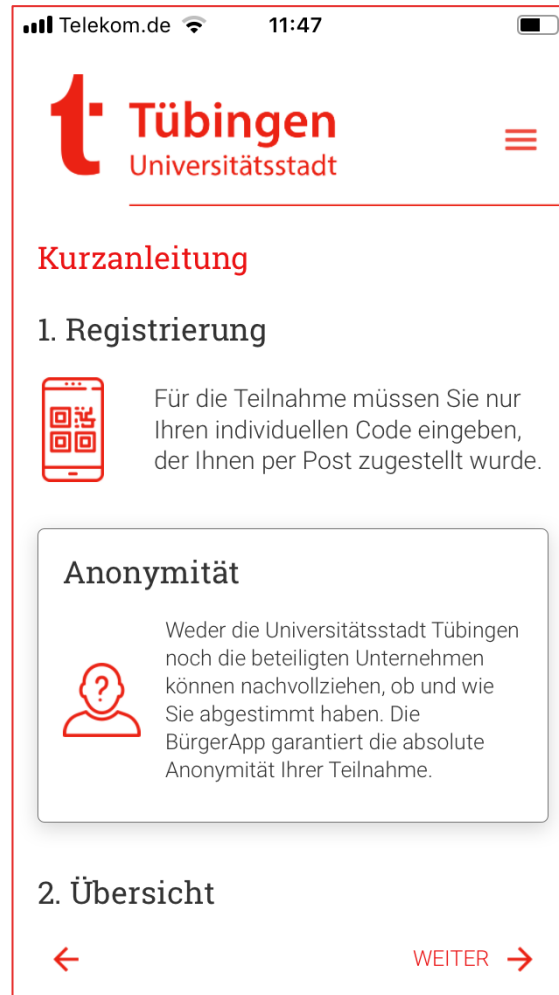 Telekom.de 11:47
t Tübingen
Universitätsstadt
Kurzanleitung
1. Registrierung
Für die Teilnahme müssen Sie nur
Ihren individuellen Code eingeben,
der Ihnen per Post zugestellt wurde.
Anonymität
Weder die Universitätsstadt Tübingen
noch die beteiligten Unternehmen
? können nachvollziehen, ob und wie
Sie abgestimmt haben. Die
BürgerApp garantiert die absolute
Anonymität Ihrer Teilnahme.
2. Übersicht
WEITER